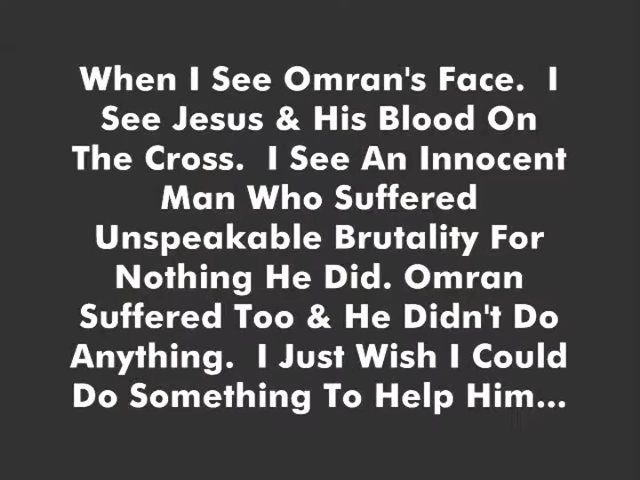 When I See Omran's Face.  I
See Jesus & His Blood On
The Cross.  I See An Innocent
Man Who Suffered
Unspeakable Brutality For
Nothing He Did. Omran
Suffered Too & He Didn't Do
Anything.  I Just Wish I Could
Do Something To Help Him...